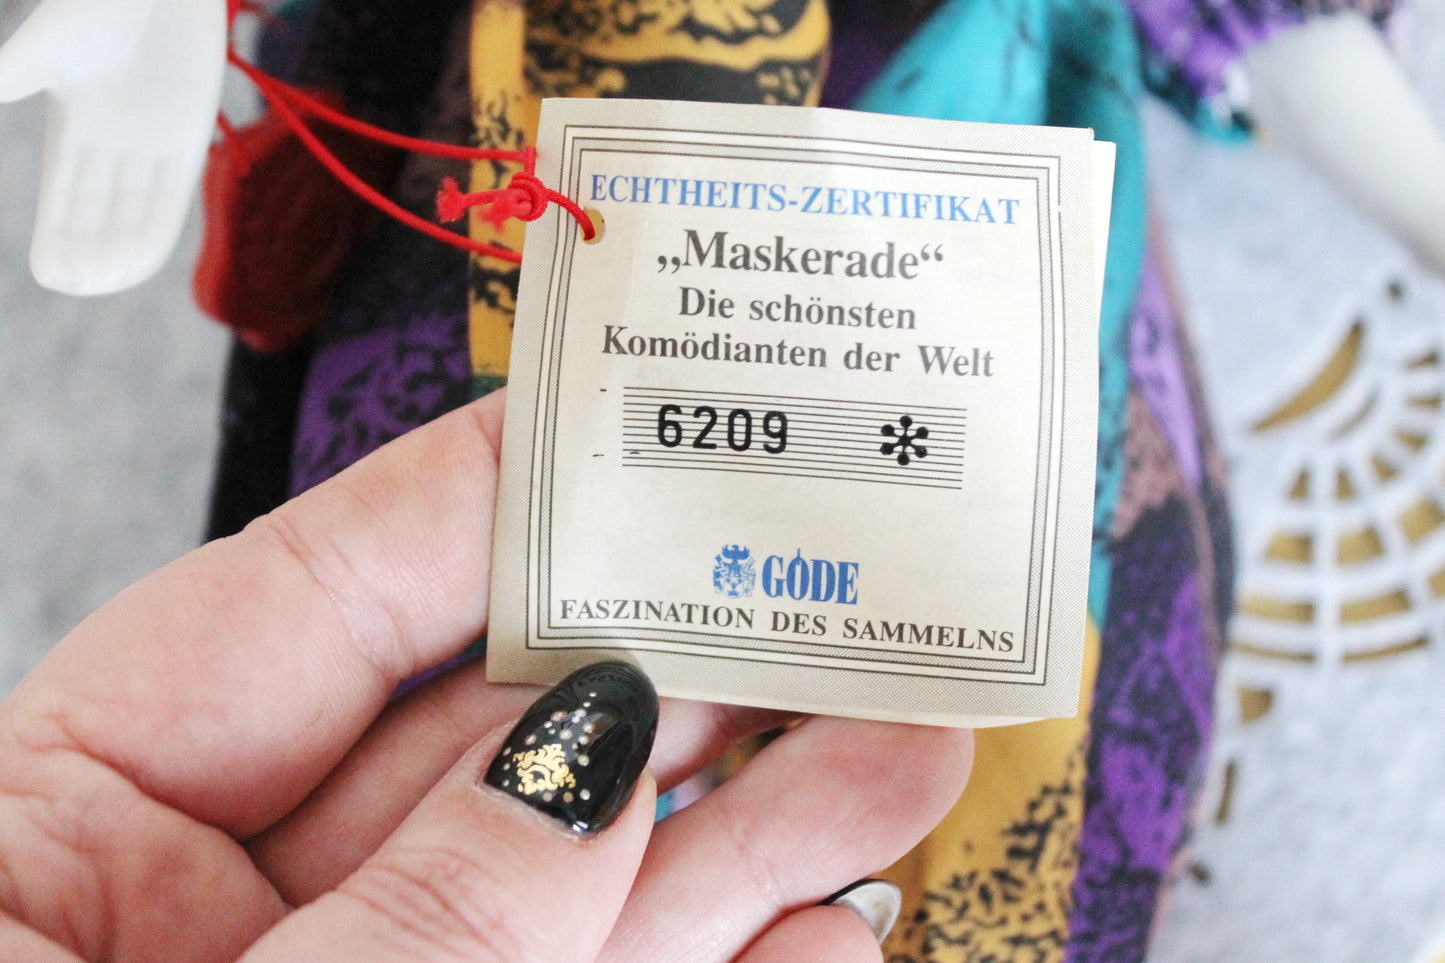 ECHTHEITS-ZERTIFIKAT
„Maskerade“
Die schönsten
Komödianten der Welt
6209 *
GÖDE
FASZINATION DES SAMMELNS